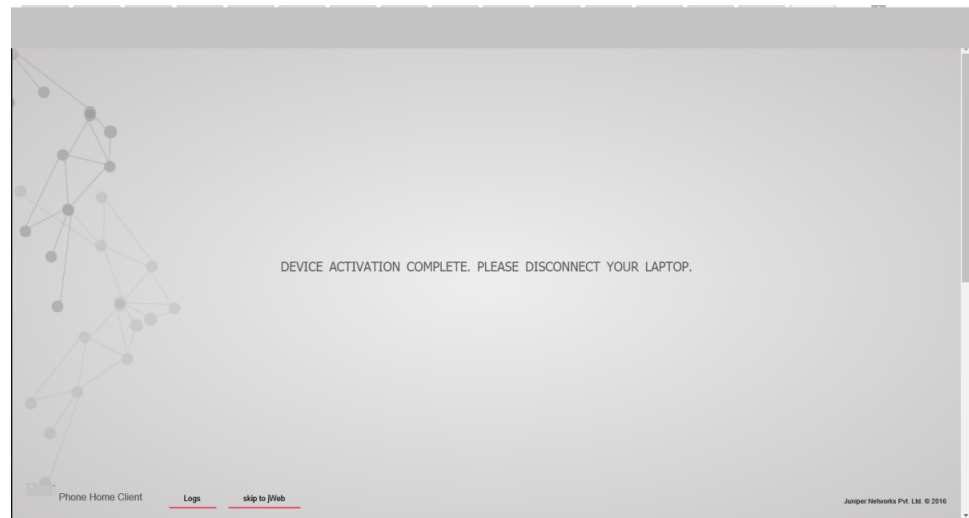 DEVICE ACTIVATION COMPLETE. PLEASE DISCONNECT YOUR LAPTOP.
Phone Home Client Logs skip to jWeb Juniper Networks Pvt. Ltd. © 2016